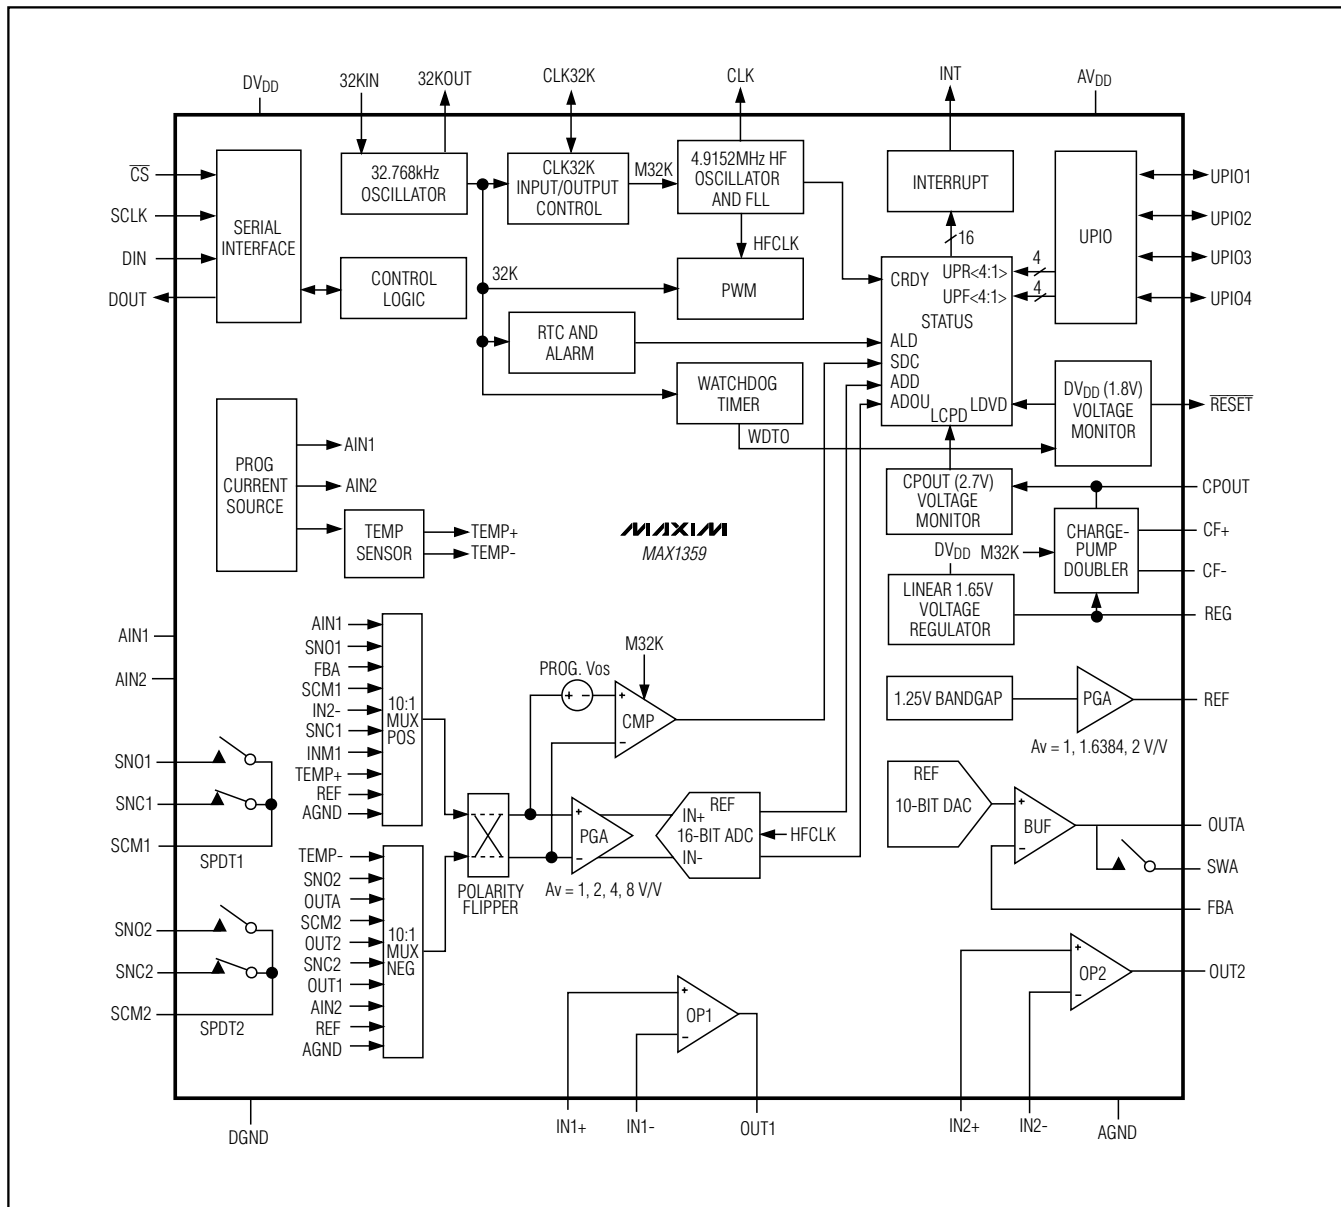 DVDD
32KIN
32KOUT
CLK32K
CLK
INT
AVDD
CS
SCLK
DIN
DOUT
SERIAL
INTERFACE
32.768kHz
OSCILLATOR
CLK32K
INPUT/OUTPUT
CONTROL
M32K
4.9152MHz HF
OSCILLATOR
AND FLL
INTERRUPT
UPIO
UPIO1
UPIO2
UPIO3
UPIO4
16
HFCLK
CONTROL
LOGIC
32K
PWM
CRDY
UPR<4:1>
4
UPF<4:1>
4
STATUS
ALD
SDC
ADD
ADOU
LDVD
LCPD
RTC AND
ALARM
WATCHDOG
TIMER
WDTO
DVDD (1.8V)
VOLTAGE
MONITOR
RESET
PROG
CURRENT
SOURCE
AIN1
AIN2
TEMP
SENSOR
TEMP+
TEMP-
MAXIM
MAX1359
CPOUT (2.7V)
VOLTAGE
MONITOR
CPOUT
CHARGE-
PUMP
DOUBLER
CF+
CF-
DVDD
M32K
LINEAR 1.65V
VOLTAGE
REGULATOR
REG
AIN1
AIN2
AIN1
SNO1
FBA
SCM1
IN2-
SNC1
INM1
TEMP+
REF
AGND
10:1
MUX
POS
PROG. Vos
+ -
M32K
+
CMP
-
1.25V BANDGAP
PGA
REF
Av = 1, 1.6384, 2 V/V
SNO1
SNC1
SCM1
SPDT1
POLARITY
FLIPPER
+
PGA
-
Av = 1, 2, 4, 8 V/V
IN+
REF
16-BIT ADC
IN-
HFCLK
REF
10-BIT DAC
+
BUF
-
OUTA
SWA
FBA
TEMP-
SNO2
OUTA
SCM2
OUT2
SNC2
OUT1
AIN2
REF
AGND
10:1
MUX
NEG
SNO2
SNC2
SCM2
SPDT2
+
OP1
-
+
OP2
-
OUT2
DGND
IN1+
IN1-
OUT1
IN2+
IN2-
AGND